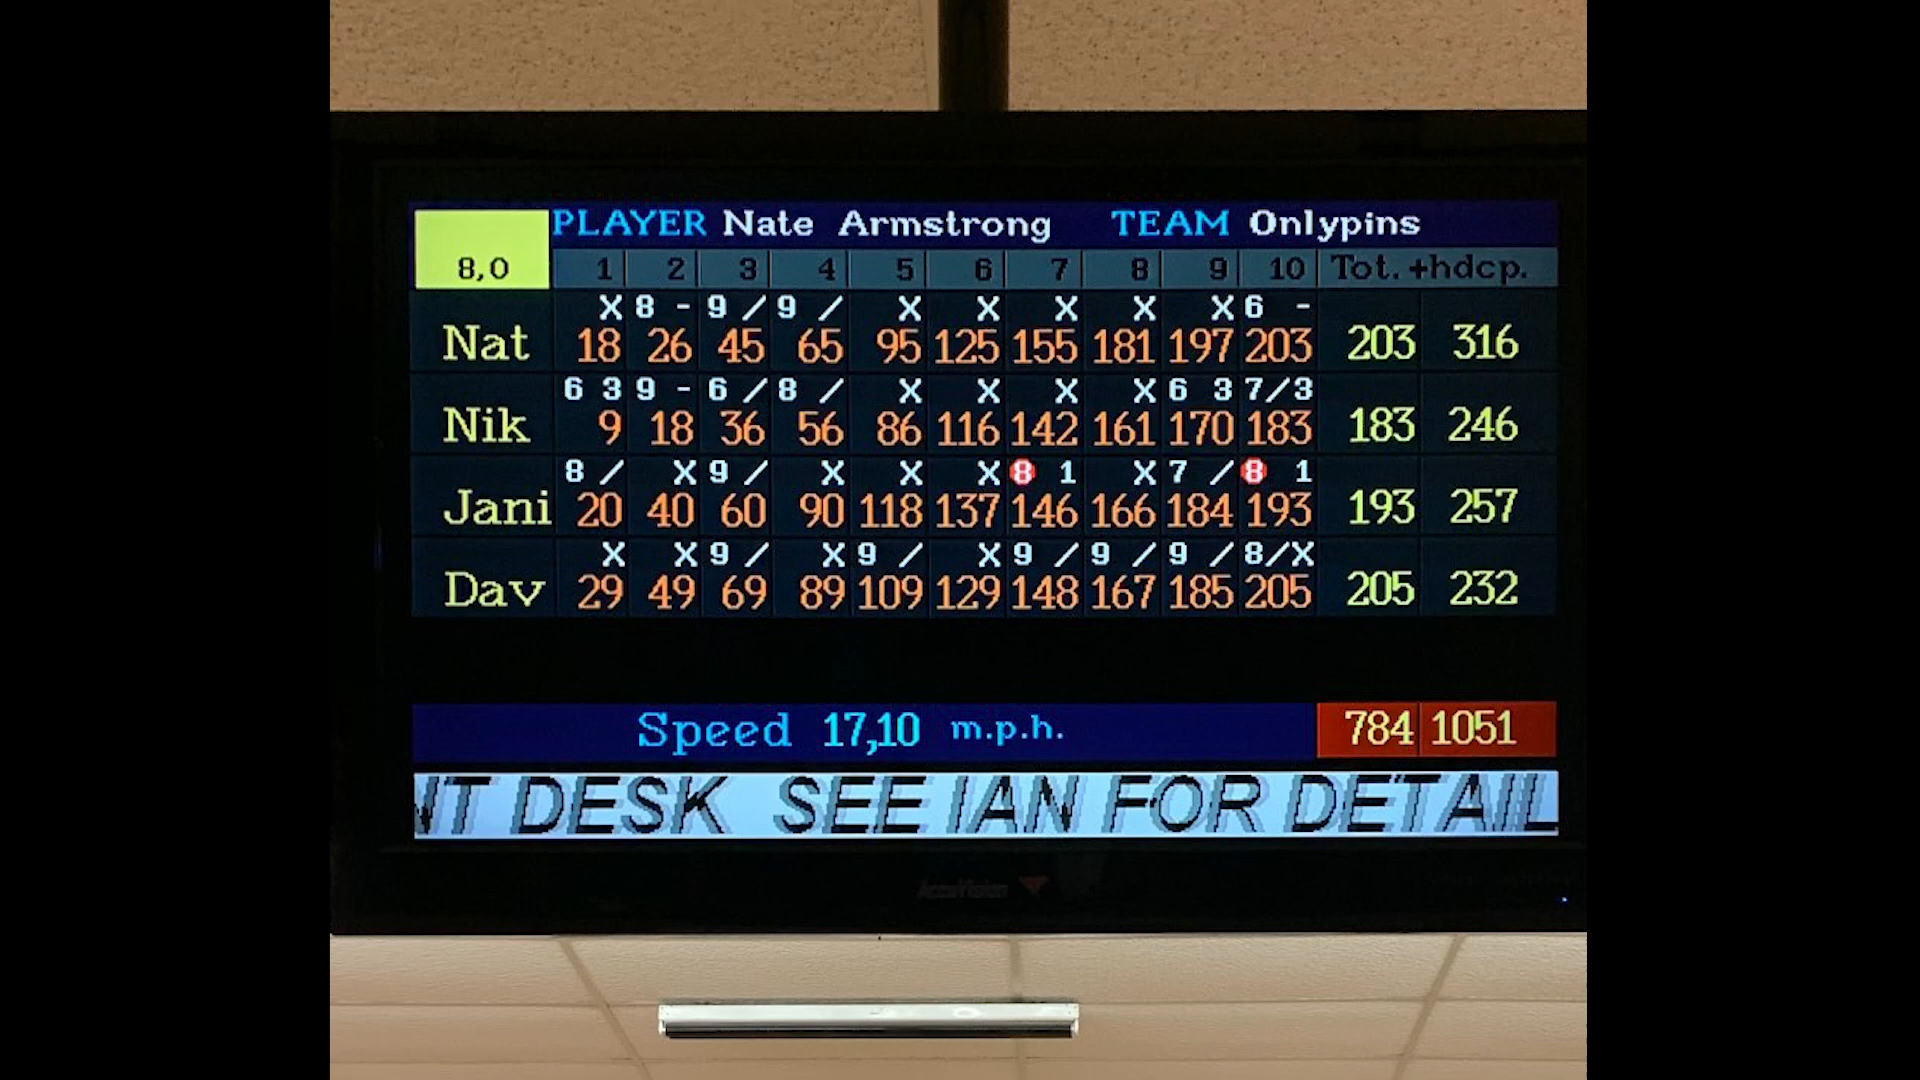 PLAYER Nate Armstrong TEAM Onlypins
8,0 1 2 3 4 5 6 7 8 9 10 Tot. +hdcp.
X 8 - 9 / 9 / X X X X X 6 -
Nat 18 26 45 65 95 125 155 181 197 203 203 316
6 3 9 - 6 / 8 / X X X X 6 3 7/3
Nik 9 18 36 56 86 116 142 161 170 183 183 246
8 / X 9 / X X X 8 1 X 7 / 8 1
Jani 20 40 60 90 118 137 146 166 184 193 193 257
X X 9 / X 9 / X 9 / 9 / 9 / 8/X
Dav 29 49 69 89 109 129 148 167 185 205 205 232
Speed 17,10 m.p.h. 784 1051
NT DESK SEE IAN FOR DETAIL
AccuVision